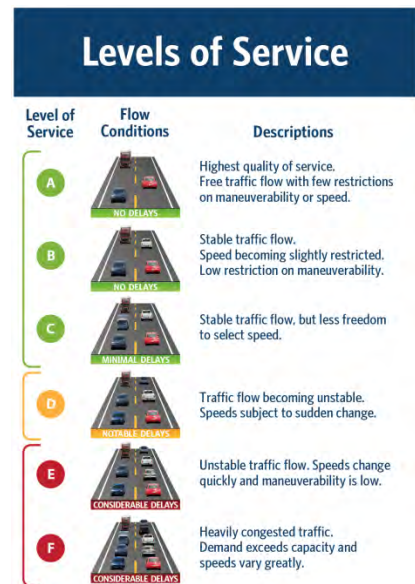 Levels of Service
Level of
Service
Flow
Conditions
Descriptions
A
NO DELAYS
Highest quality of service.
Free traffic flow with few restrictions
on maneuverability or speed.
B
NO DELAYS
Stable traffic flow.
Speed becoming slightly restricted.
Low restriction on maneuverability.
C
MINIMAL DELAYS
Stable traffic flow, but less freedom
to select speed.
D
NOTABLE DELAYS
Traffic flow becoming unstable.
Speeds subject to sudden change.
E
CONSIDERABLE DELAYS
Unstable traffic flow. Speeds change
quickly and maneuverability is low.
F
CONSIDERABLE DELAYS
Heavily congested traffic.
Demand exceeds capacity and
speeds vary greatly.